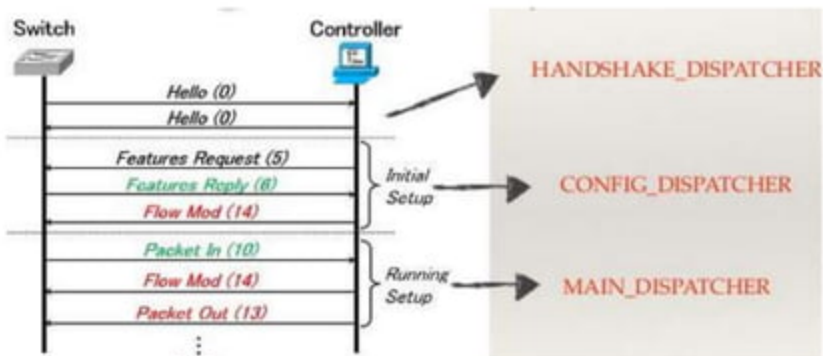 Switch
Controller
Hello (0)
Hello (0)
HANDSHAKE_DISPATCHER
Features Request (5)
Features Reply (6)
Flow Mod (14)
Initial
Setup
CONFIG_DISPATCHER
Packet In (10)
Flow Mod (14)
Packet Out (13)
Running
Setup
MAIN_DISPATCHER